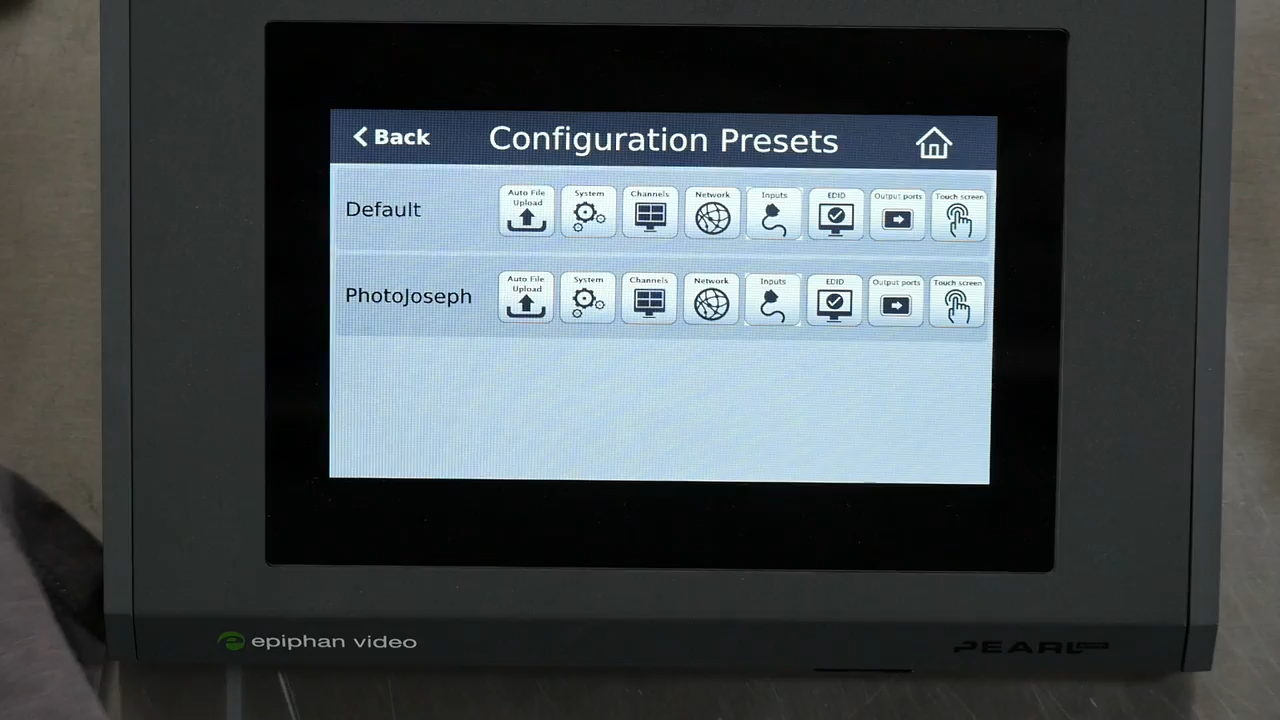 Back
Configuration Presets
Default
Auto File Upload
System
Channels
Network
Inputs
EDID
Output ports
Touch screen
PhotoJoseph
Auto File Upload
System
Channels
Network
Inputs
EDID
Output ports
Touch screen
epiphan video
PEARL